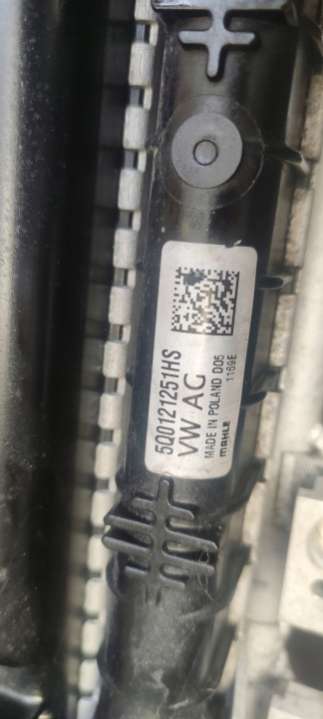 5Q0121251HS
VW AG
MADE IN POLAND D05
MAHLE 1169E